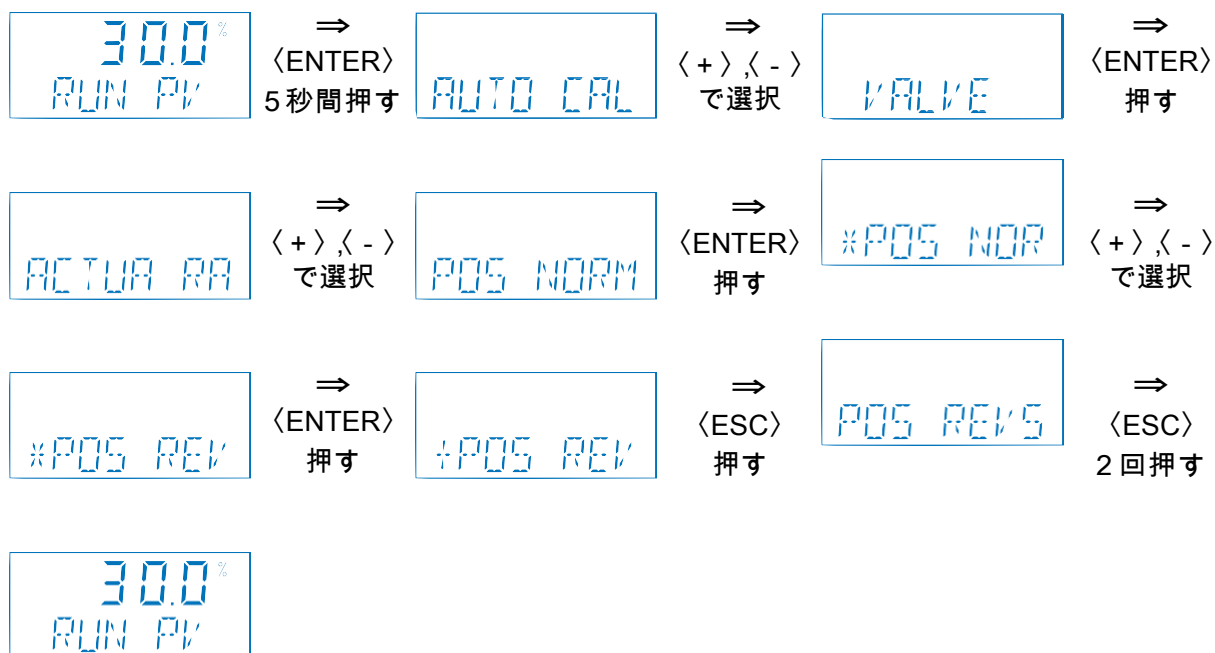 30.0%
RUN PV
⇒
〈ENTER〉
5秒間押す
AUTO CAL
⇒
〈+〉,〈-〉
で選択
VALVE
⇒
〈ENTER〉
押す
ACTUA RA
⇒
〈+〉,〈-〉
で選択
POS NORM
⇒
〈ENTER〉
押す
*POS NOR
⇒
〈+〉,〈-〉
で選択
*POS REV
⇒
〈ENTER〉
押す
+POS REV
⇒
〈ESC〉
押す
POS REVS
⇒
〈ESC〉
2回押す
30.0%
RUN PV